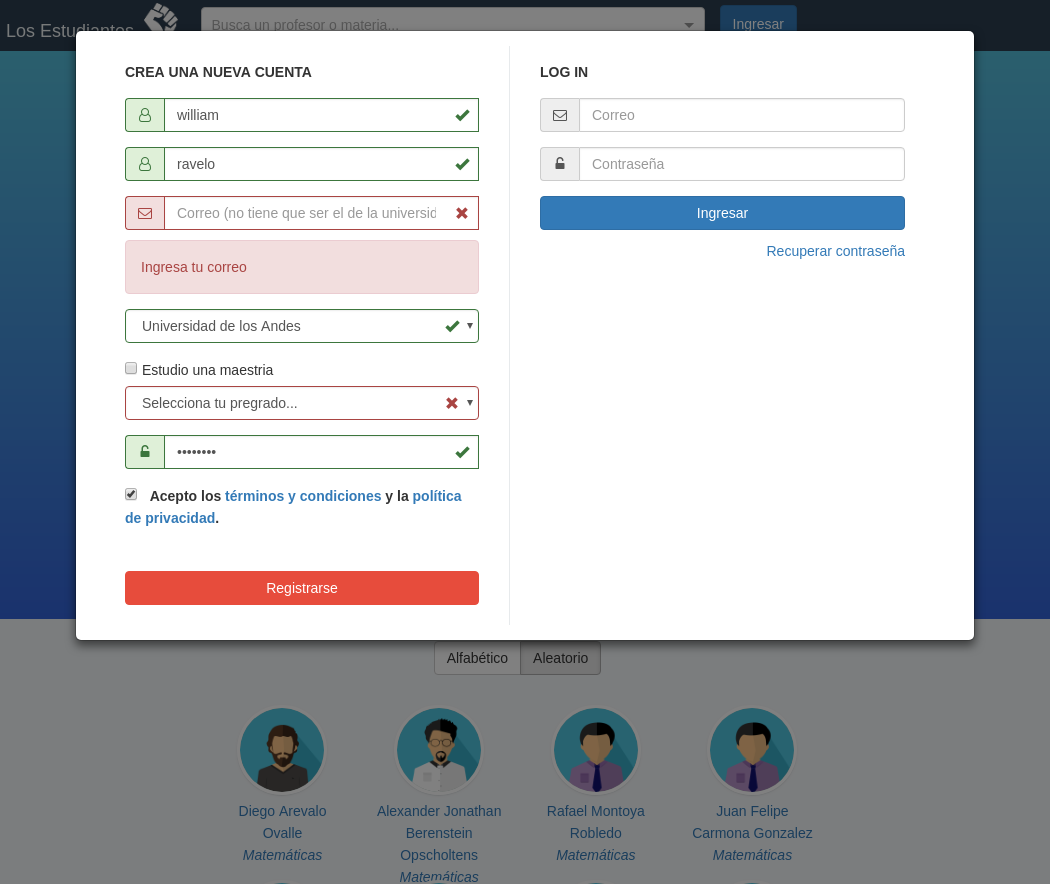 Los Estudiantes
Busca un profesor o materia...
Ingresar
CREA UNA NUEVA CUENTA
william
ravelo
Correo (no tiene que ser el de la universid
Ingresa tu correo
Universidad de los Andes
Estudio una maestria
Selecciona tu pregrado...
••••••••
Acepto los términos y condiciones y la política
de privacidad.
Registrarse
LOG IN
Correo
Contraseña
Ingresar
Recuperar contraseña
Alfabético
Aleatorio
Diego Arevalo
Ovalle
Matemáticas
Alexander Jonathan
Berenstein
Opscholtens
Matemáticas
Rafael Montoya
Robledo
Matemáticas
Juan Felipe
Carmona Gonzalez
Matemáticas